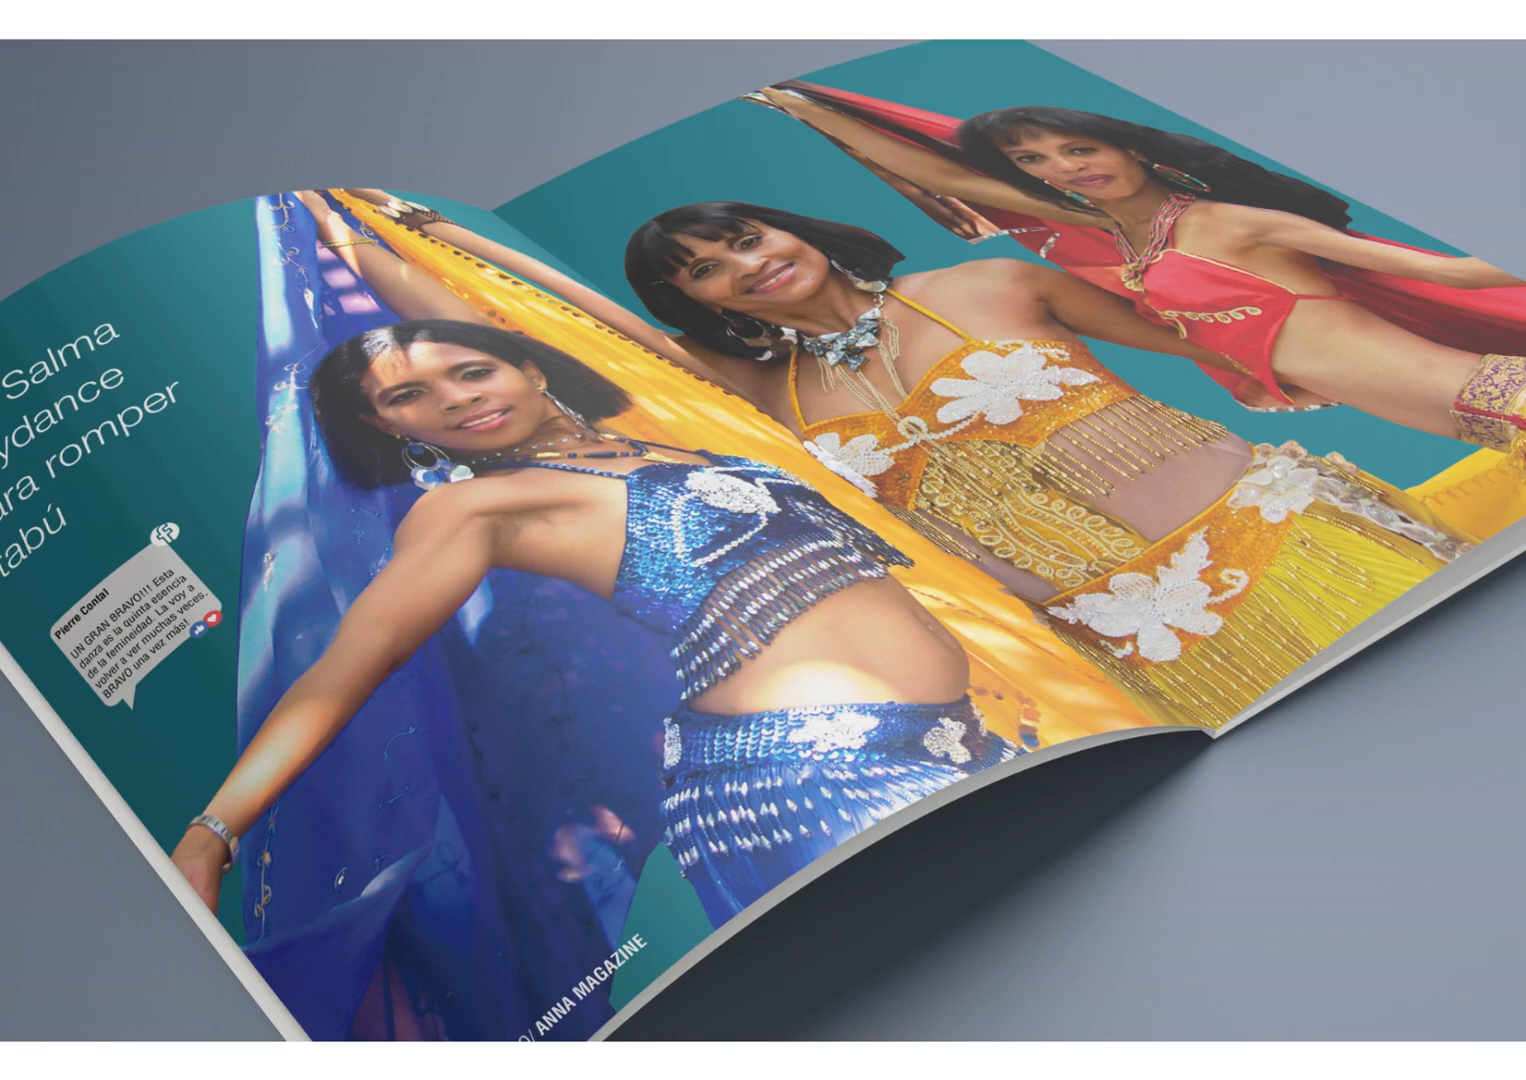 Salma
ydance
ara romper
tabú
Pierre Contal
UN GRAN BRAVO!!! Esta
danza es la quinta esencia
de la femineidad. La voy a
volver a ver muchas veces.
BRAVO una vez más!
0/ ANNA MAGAZINE